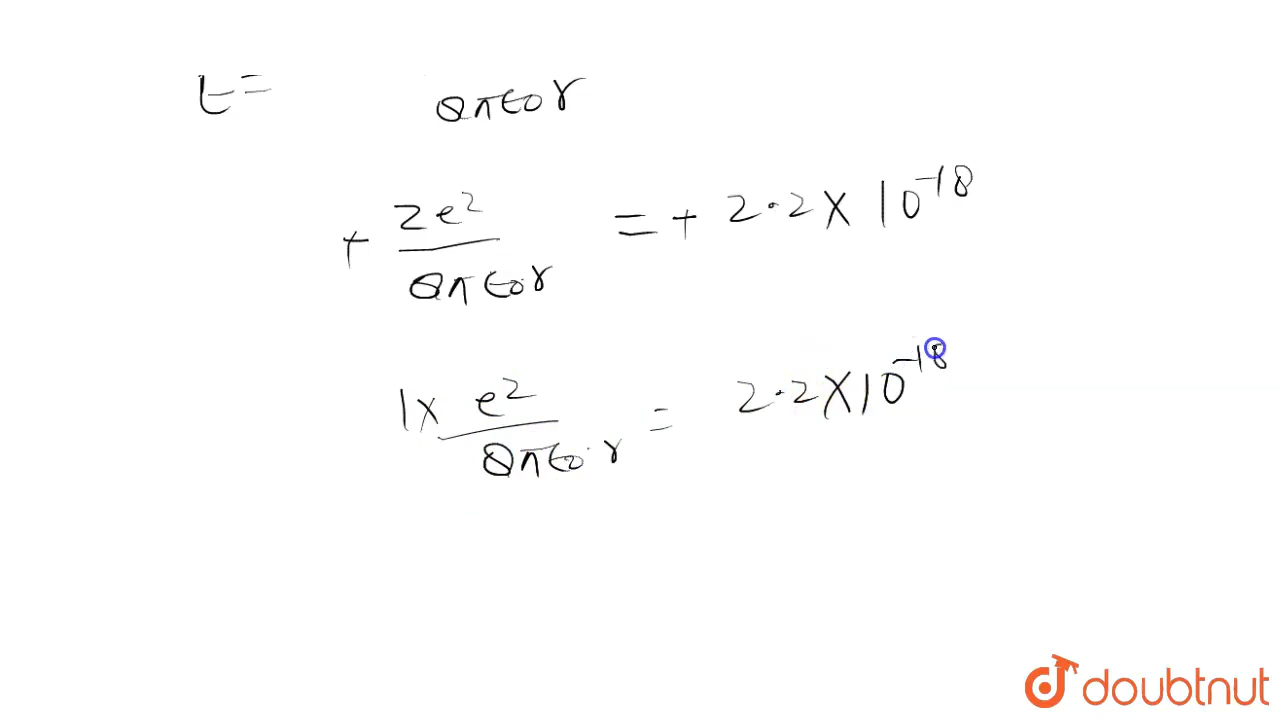 E =
8πε₀r
+ Ze² / 8πε₀r = + 2.2 × 10⁻¹⁸
1 × e² / 8πε₀r = 2.2 × 10⁻¹⁸
doubtnut